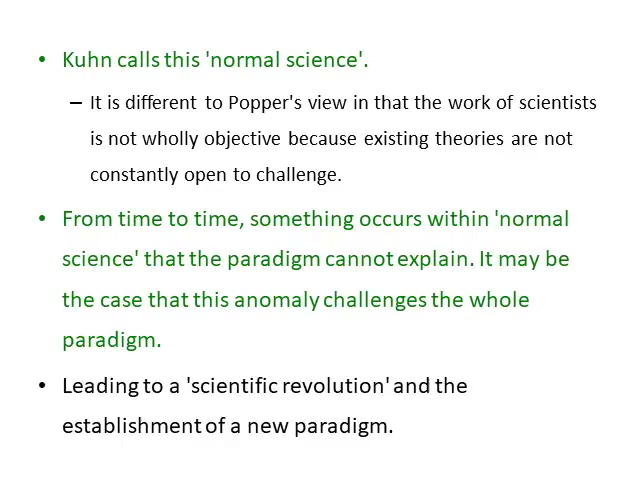 • Kuhn calls this 'normal science'.
– It is different to Popper's view in that the work of scientists
is not wholly objective because existing theories are not
constantly open to challenge.
• From time to time, something occurs within 'normal
science' that the paradigm cannot explain. It may be
the case that this anomaly challenges the whole
paradigm.
• Leading to a 'scientific revolution' and the
establishment of a new paradigm.